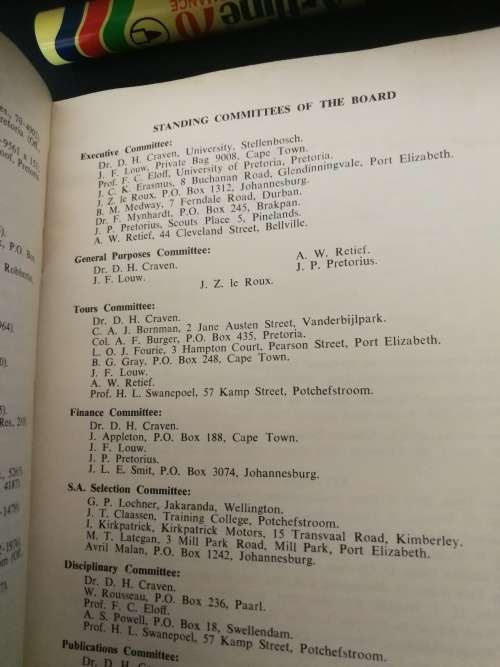 Artline 70
STANDING COMMITTEES OF THE BOARD
Executive Committee:
Dr. D. H. Craven, University, Stellenbosch.
J. F. Louw, Private Bag 9008, Cape Town.
Prof. F. C. Eloff, University of Pretoria, Pretoria.
J. C. K. Erasmus, 8 Buchanan Road, Glendinningvale, Port Elizabeth.
J. Z. le Roux, P.O. Box 1312, Johannesburg.
B. M. Medway, 7 Ferndale Road, Durban.
Dr. F. Mynhardt, P.O. Box 245, Brakpan.
J. P. Pretorius, Scouts Place 5, Pinelands.
A. W. Retief, 44 Cleveland Street, Bellville.
General Purposes Committee:
Dr. D. H. Craven. A. W. Retief.
J. F. Louw. J. P. Pretorius.
J. Z. le Roux.
Tours Committee:
Dr. D. H. Craven.
C. A. J. Bornman, 2 Jane Austen Street, Vanderbijlpark.
Col. A. F. Burger, P.O. Box 435, Pretoria.
L. O. J. Fourie, 3 Hampton Court, Pearson Street, Port Elizabeth.
B. G. Gray, P.O. Box 248, Cape Town.
J. F. Louw.
A. W. Retief.
Prof. H. L. Swanepoel, 57 Kamp Street, Potchefstroom.
Finance Committee:
Dr. D. H. Craven.
J. Appleton, P.O. Box 188, Cape Town.
J. F. Louw.
J. P. Pretorius.
J. L. E. Smit, P.O. Box 3074, Johannesburg.
S.A. Selection Committee:
G. P. Lochner, Jakaranda, Wellington.
J. T. Claassen, Training College, Potchefstroom.
I. Kirkpatrick, Kirkpatrick Motors, 15 Transvaal Road, Kimberley.
M. T. Lategan, 3 Mill Park Road, Mill Park, Port Elizabeth.
Avril Malan, P.O. Box 1242, Johannesburg.
Disciplinary Committee:
Dr. D. H. Craven.
W. Rousseau, P.O. Box 236, Paarl.
Prof. F. C. Eloff.
A. S. Powell, P.O. Box 18, Swellendam.
Prof. H. L. Swanepoel, 57 Kamp Street, Potchefstroom.
Publications Committee:
Dr. D. H.